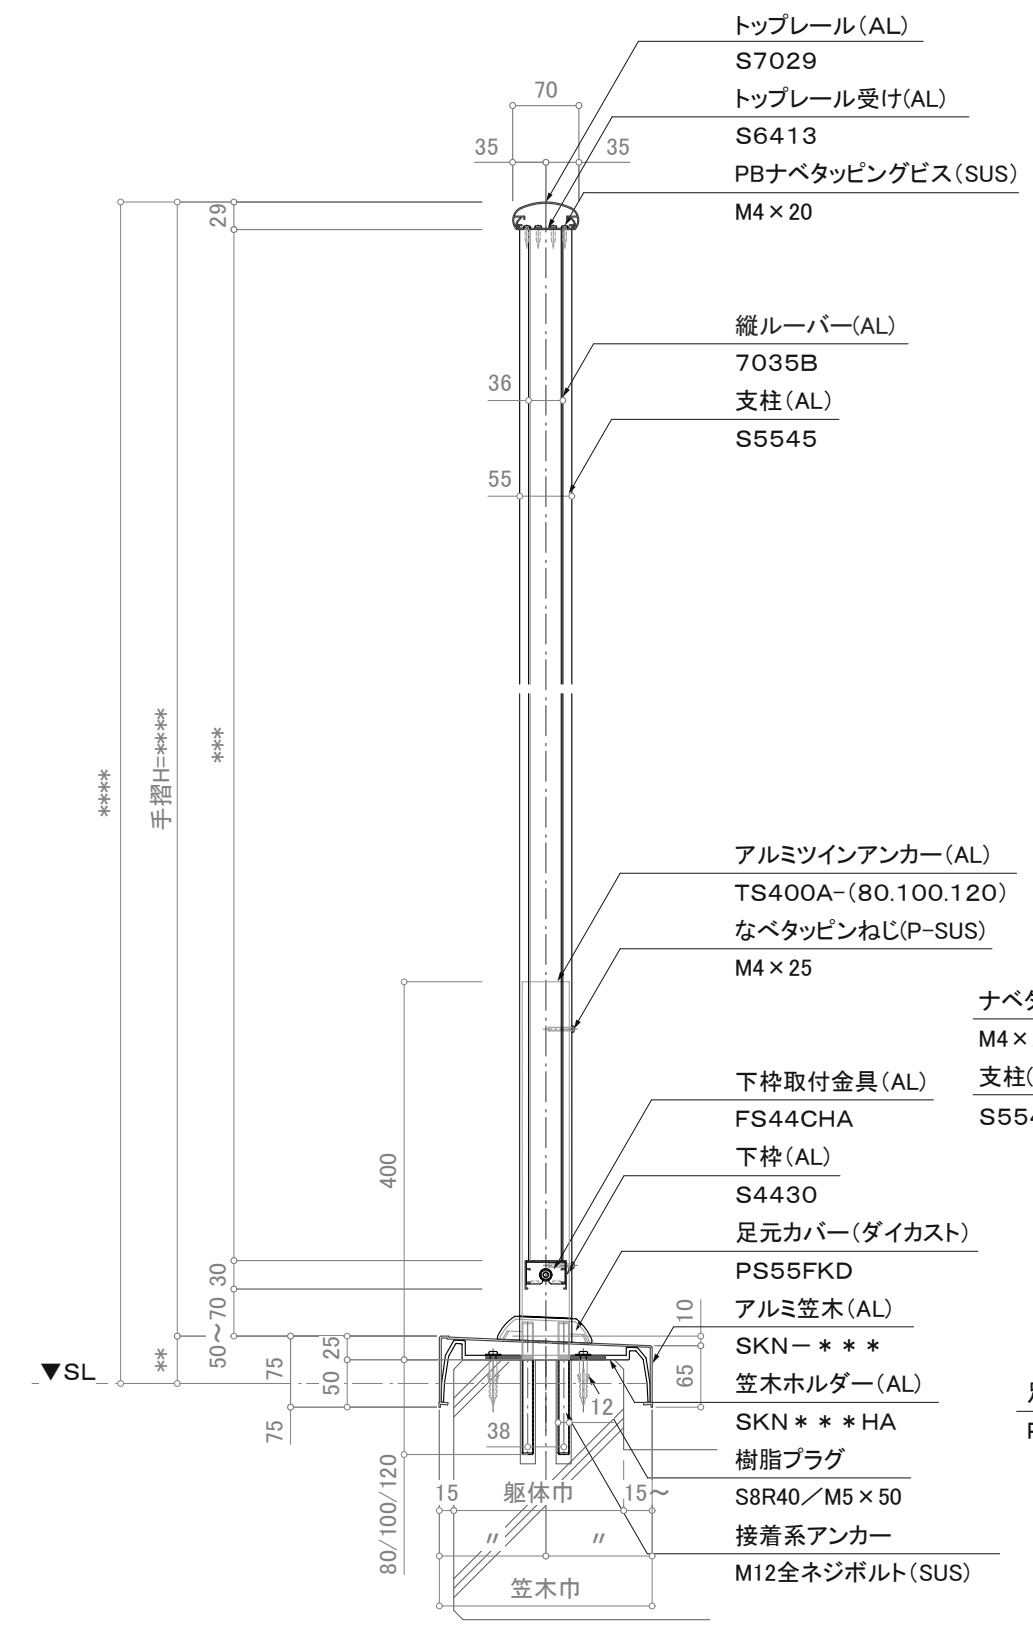 トップレール(AL)
S7029
トップレール受け(AL)
S6413
PBナベタッピングビス(SUS)
M4×20
70
35
35
29
縦ルーバー(AL)
7035B
支柱(AL)
S5545
36
55
****
手摺H=****
***
アルミツインアンカー(AL)
TS400A-(80.100.120)
なベタッピンねじ(P-SUS)
M4×25
ナベタ
M4×
支柱(
S554
下枠取付金具(AL)
FS44CHA
下枠(AL)
S4430
足元カバー(ダイカスト)
PS55FKD
アルミ笠木(AL)
SKN-***
笠木ホルダー(AL)
SKN***HA
樹脂プラグ
S8R40/M5×50
接着系アンカー
M12全ネジボルト(SUS)
400
30
50~70
**
75
75
25
50
10
65
▼SL
12
38
80/100/120
15
躯体巾
15~
〃
〃
笠木巾